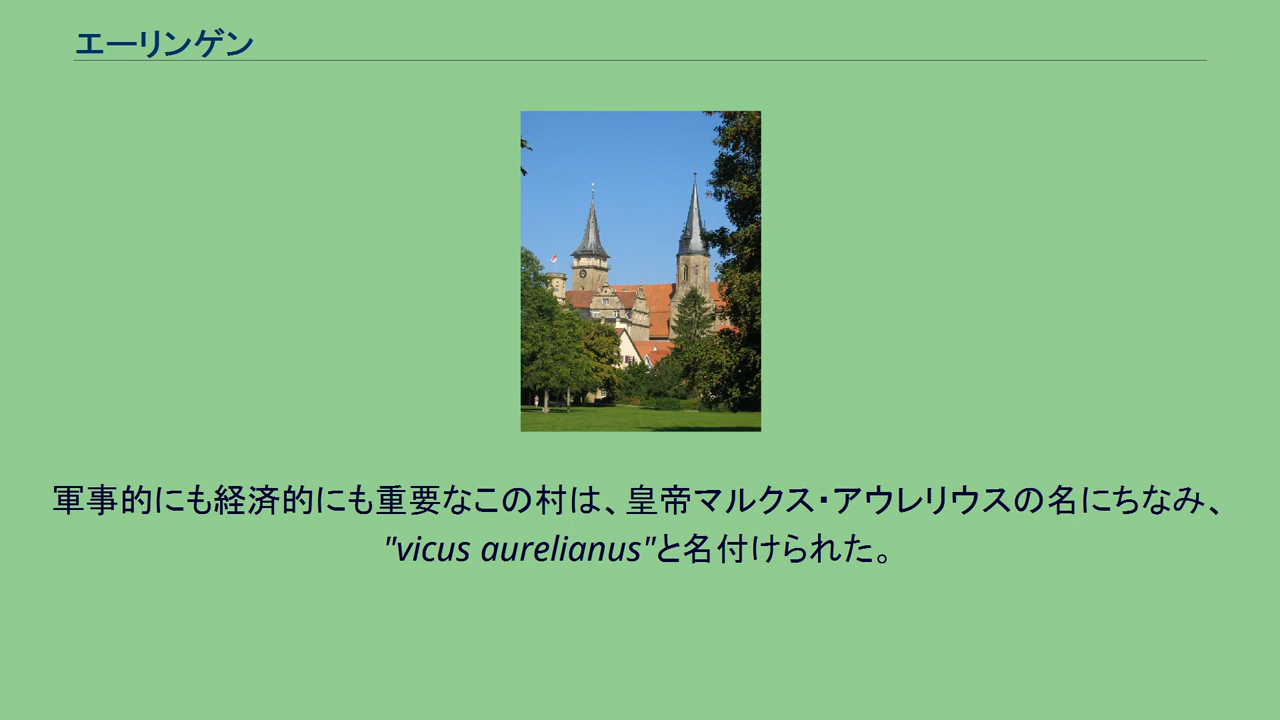 エーリンゲン
軍事的にも経済的にも重要なこの村は、皇帝マルクス・アウレリウスの名にちなみ、
"vicus aurelianus"と名付けられた。